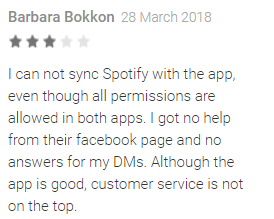 Barbara Bokkon 28 March 2018
I can not sync Spotify with the app,
even though all permissions are
allowed in both apps. I got no help
from their facebook page and no
answers for my DMs. Although the
app is good, customer service is not
on the top.